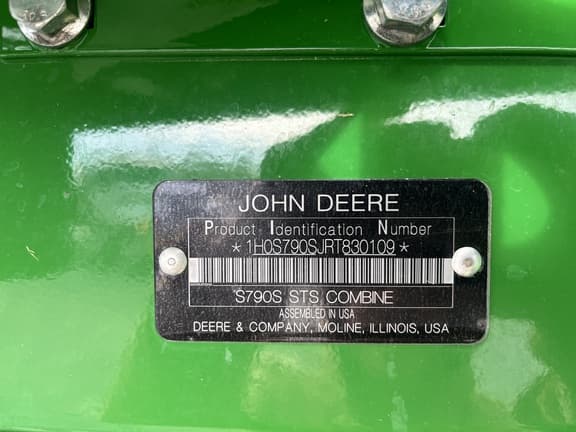 JOHN DEERE
Product Identification Number
*1H0S790SJRT830109*
S790S STS COMBINE
ASSEMBLED IN USA
DEERE & COMPANY, MOLINE, ILLINOIS, USA